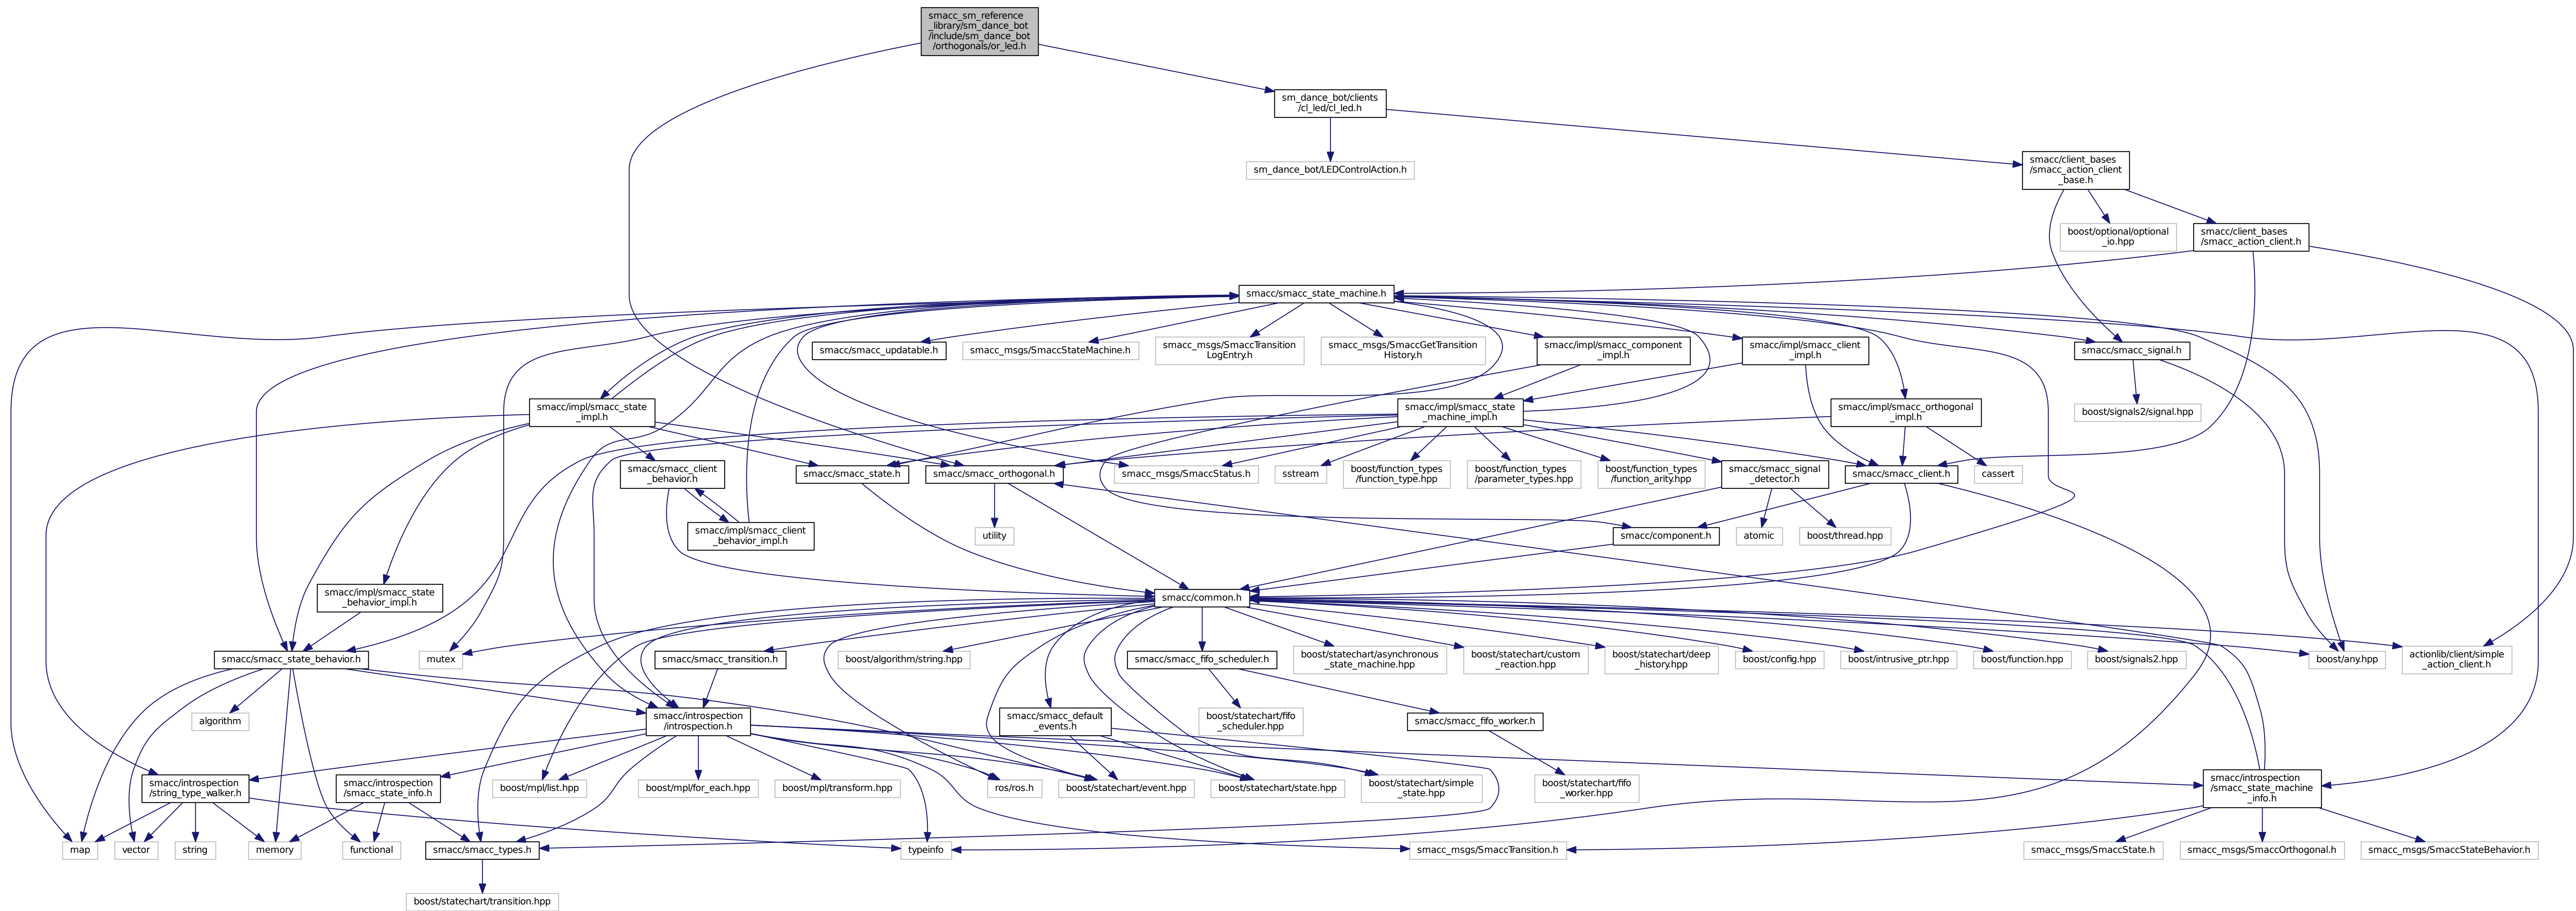 smacc_sm_reference
_library/sm_dance_bot
/include/sm_dance_bot
/orthogonals/or_led.h
sm_dance_bot/clients
/cl_led/cl_led.h
sm_dance_bot/LEDControlAction.h
smacc/client_bases
/smacc_action_client
_base.h
boost/optional/optional
_io.hpp
smacc/client_bases
/smacc_action_client.h
smacc/smacc_state_machine.h
smacc/smacc_updatable.h
smacc_msgs/SmaccStateMachine.h
smacc_msgs/SmaccTransition
LogEntry.h
smacc_msgs/SmaccGetTransition
History.h
smacc/impl/smacc_component
_impl.h
smacc/impl/smacc_client
_impl.h
smacc/smacc_signal.h
smacc/impl/smacc_state
_impl.h
smacc/impl/smacc_state
_machine_impl.h
smacc/impl/smacc_orthogonal
_impl.h
boost/signals2/signal.hpp
smacc/smacc_client
_behavior.h
smacc/smacc_state.h
smacc/smacc_orthogonal.h
smacc_msgs/SmaccStatus.h
sstream
boost/function_types
/function_type.hpp
boost/function_types
/parameter_types.hpp
boost/function_types
/function_arity.hpp
smacc/smacc_signal
_detector.h
smacc/smacc_client.h
cassert
smacc/impl/smacc_client
_behavior_impl.h
utility
smacc/component.h
atomic
boost/thread.hpp
smacc/impl/smacc_state
_behavior_impl.h
smacc/common.h
smacc/smacc_state_behavior.h
mutex
smacc/smacc_transition.h
boost/algorithm/string.hpp
smacc/smacc_fifo_scheduler.h
boost/statechart/asynchronous
_state_machine.hpp
boost/statechart/custom
_reaction.hpp
boost/statechart/deep
_history.hpp
boost/config.hpp
boost/intrusive_ptr.hpp
boost/function.hpp
boost/signals2.hpp
boost/any.hpp
actionlib/client/simple
_action_client.h
algorithm
smacc/introspection
/introspection.h
smacc/smacc_default
_events.h
boost/statechart/fifo
_scheduler.hpp
smacc/smacc_fifo_worker.h
smacc/introspection
/string_type_walker.h
smacc/introspection
/smacc_state_info.h
boost/mpl/list.hpp
boost/mpl/for_each.hpp
boost/mpl/transform.hpp
ros/ros.h
boost/statechart/event.hpp
boost/statechart/state.hpp
boost/statechart/simple
_state.hpp
boost/statechart/fifo
_worker.hpp
smacc/introspection
/smacc_state_machine
_info.h
map
vector
string
memory
functional
smacc/smacc_types.h
typeinfo
smacc_msgs/SmaccTransition.h
smacc_msgs/SmaccState.h
smacc_msgs/SmaccOrthogonal.h
smacc_msgs/SmaccStateBehavior.h
boost/statechart/transition.hpp